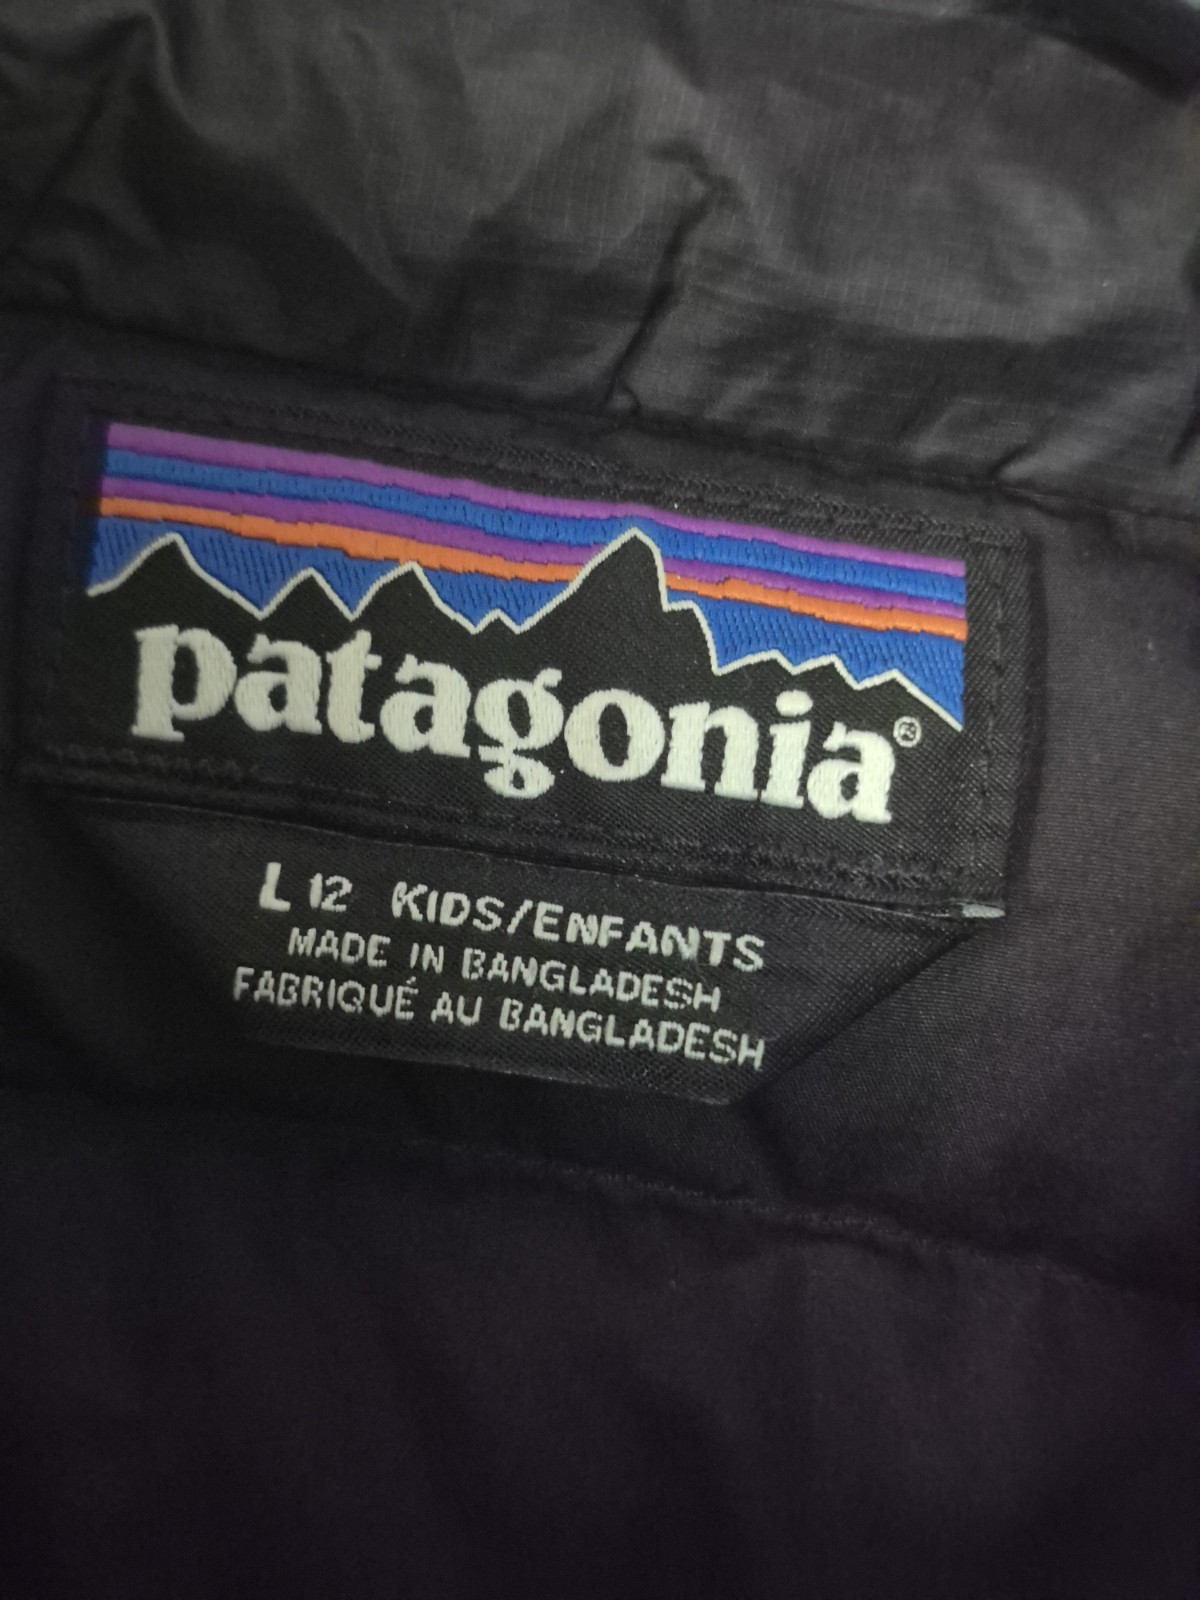 patagonia®
L 12 KIDS/ENFANTS
MADE IN BANGLADESH
FABRIQUÉ AU BANGLADESH